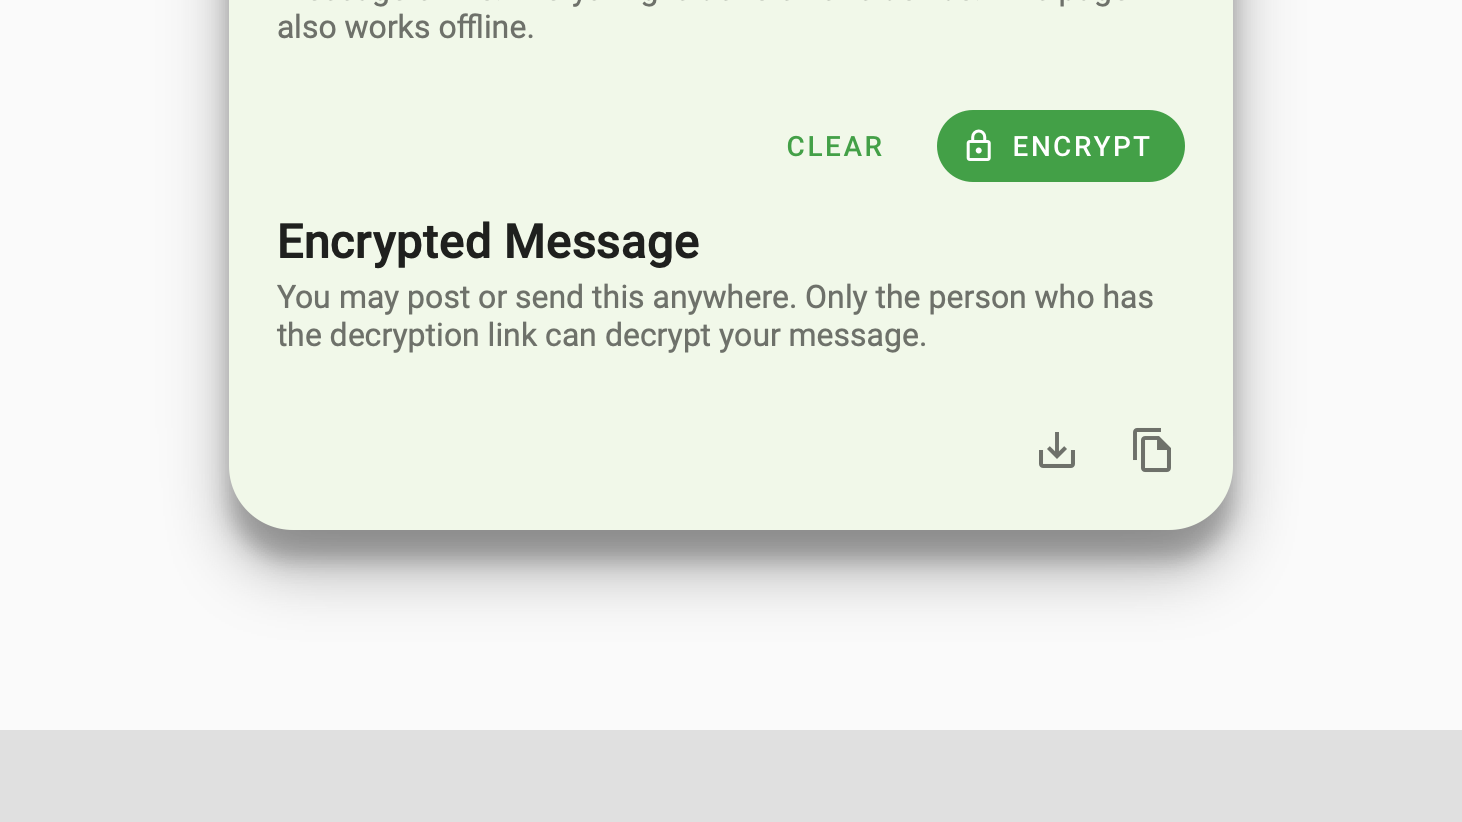 also works offline.
CLEAR
ENCRYPT
Encrypted Message
You may post or send this anywhere. Only the person who has
the decryption link can decrypt your message.